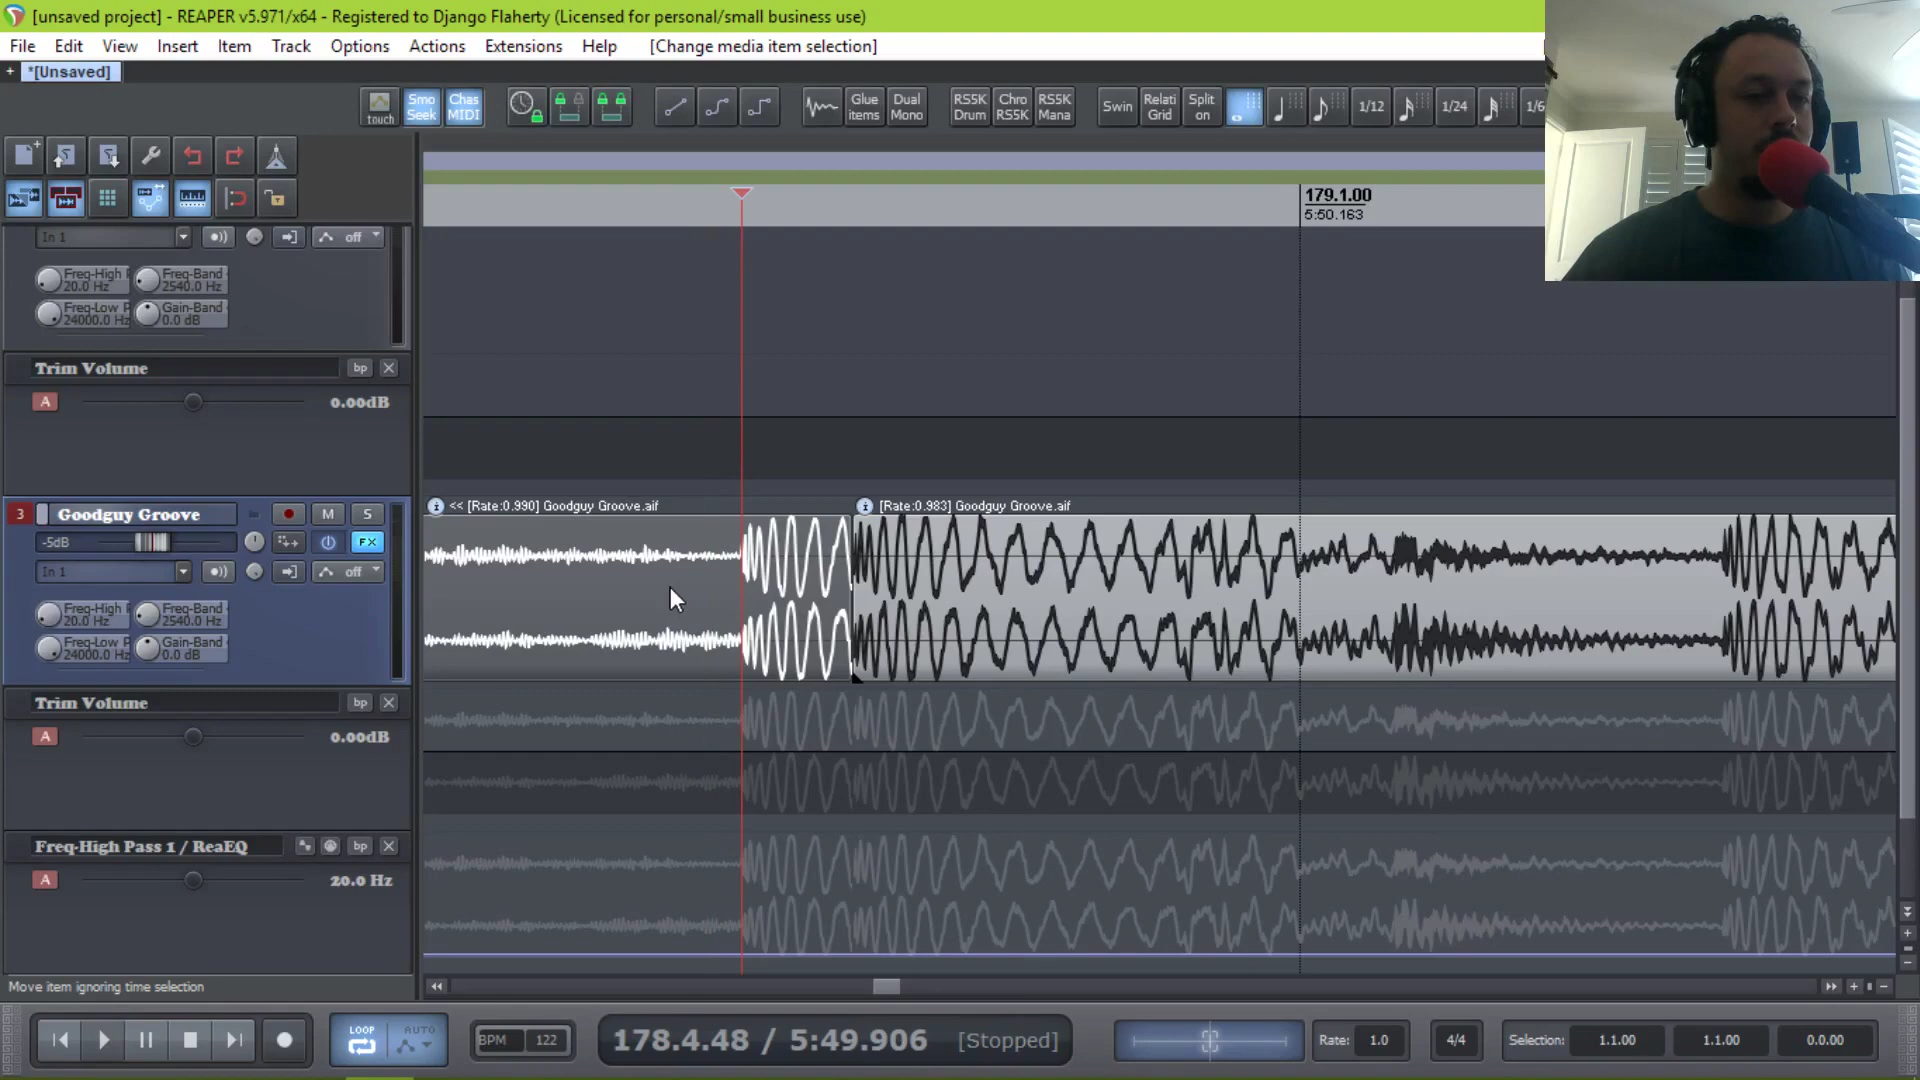 [unsaved project] - REAPER v5.971/x64 - Registered to Django Flaherty (Licensed for personal/small business use)
File Edit View Insert Item Track Options Actions Extensions Help [Change media item selection]
+ *[Unsaved]
touch Smo Seek Chas MIDI Glue items Dual Mono RS5K Drum Chro RS5K RS5K Mana Swin Relati Grid Split on 1/12 1/24 1/6
179.1.00
5:50.163
In 1 off
Freq-High Freq-Band
20.0 Hz 2540.0 Hz
Freq-Low P Gain-Band
24000.0 Hz 0.0 dB
Trim Volume bp
A 0.00dB
<< [Rate:0.990] Goodguy Groove.aif [Rate:0.983] Goodguy Groove.aif
3 Goodguy Groove M S
-5dB FX
In 1 off
Freq-High Freq-Band
20.0 Hz 2540.0 Hz
Freq-Low P Gain-Band
24000.0 Hz 0.0 dB
Trim Volume bp
A 0.00dB
Freq-High Pass 1 / ReaEQ bp
A 20.0 Hz
Move item ignoring time selection
LOOP AUTO BPM 122 178.4.48 / 5:49.906 [Stopped] Rate: 1.0 4/4 Selection: 1.1.00 1.1.00 0.0.00